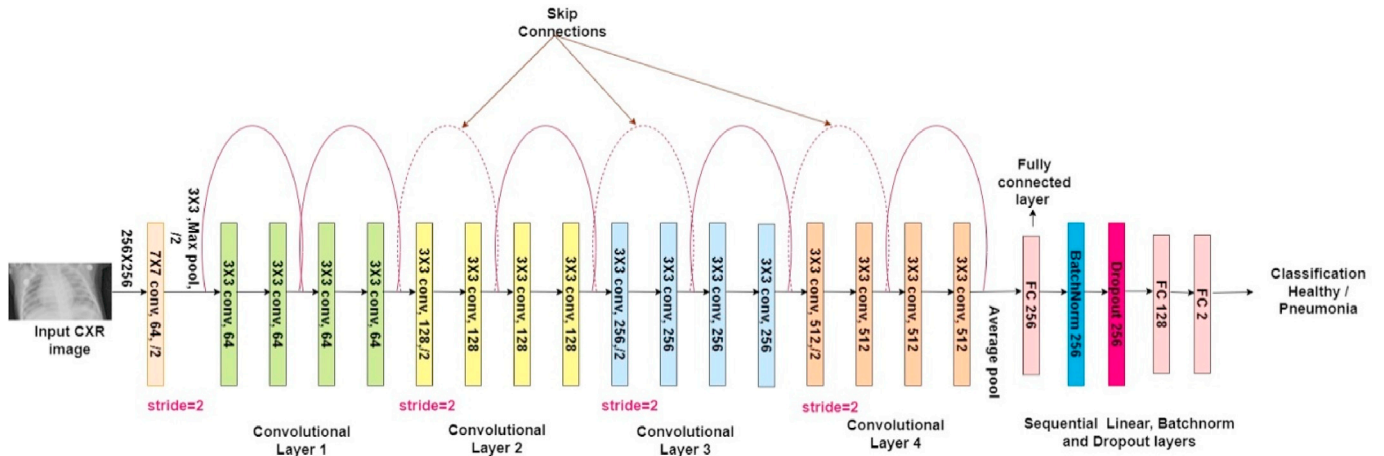 Skip
Connections
Input CXR
image
256X256
7X7 conv, 64, /2
3X3 ,Max pool,
/2
3X3 conv, 64
3X3 conv, 64
3X3 conv, 64
3X3 conv, 64
3X3 conv, 128,/2
3X3 conv, 128
3X3 conv, 128
3X3 conv, 128
3X3 conv, 256,/2
3X3 conv, 256
3X3 conv, 256
3X3 conv, 256
3X3 conv, 512,/2
3X3 conv, 512
3X3 conv, 512
3X3 conv, 512
Average pool
Fully
connected
layer
FC 256
BatchNorm 256
Dropout 256
FC 128
FC 2
Classification
Healthy /
Pneumonia
stride=2
stride=2
stride=2
stride=2
Convolutional
Layer 1
Convolutional
Layer 2
Convolutional
Layer 3
Convolutional
Layer 4
Sequential Linear, Batchnorm
and Dropout layers